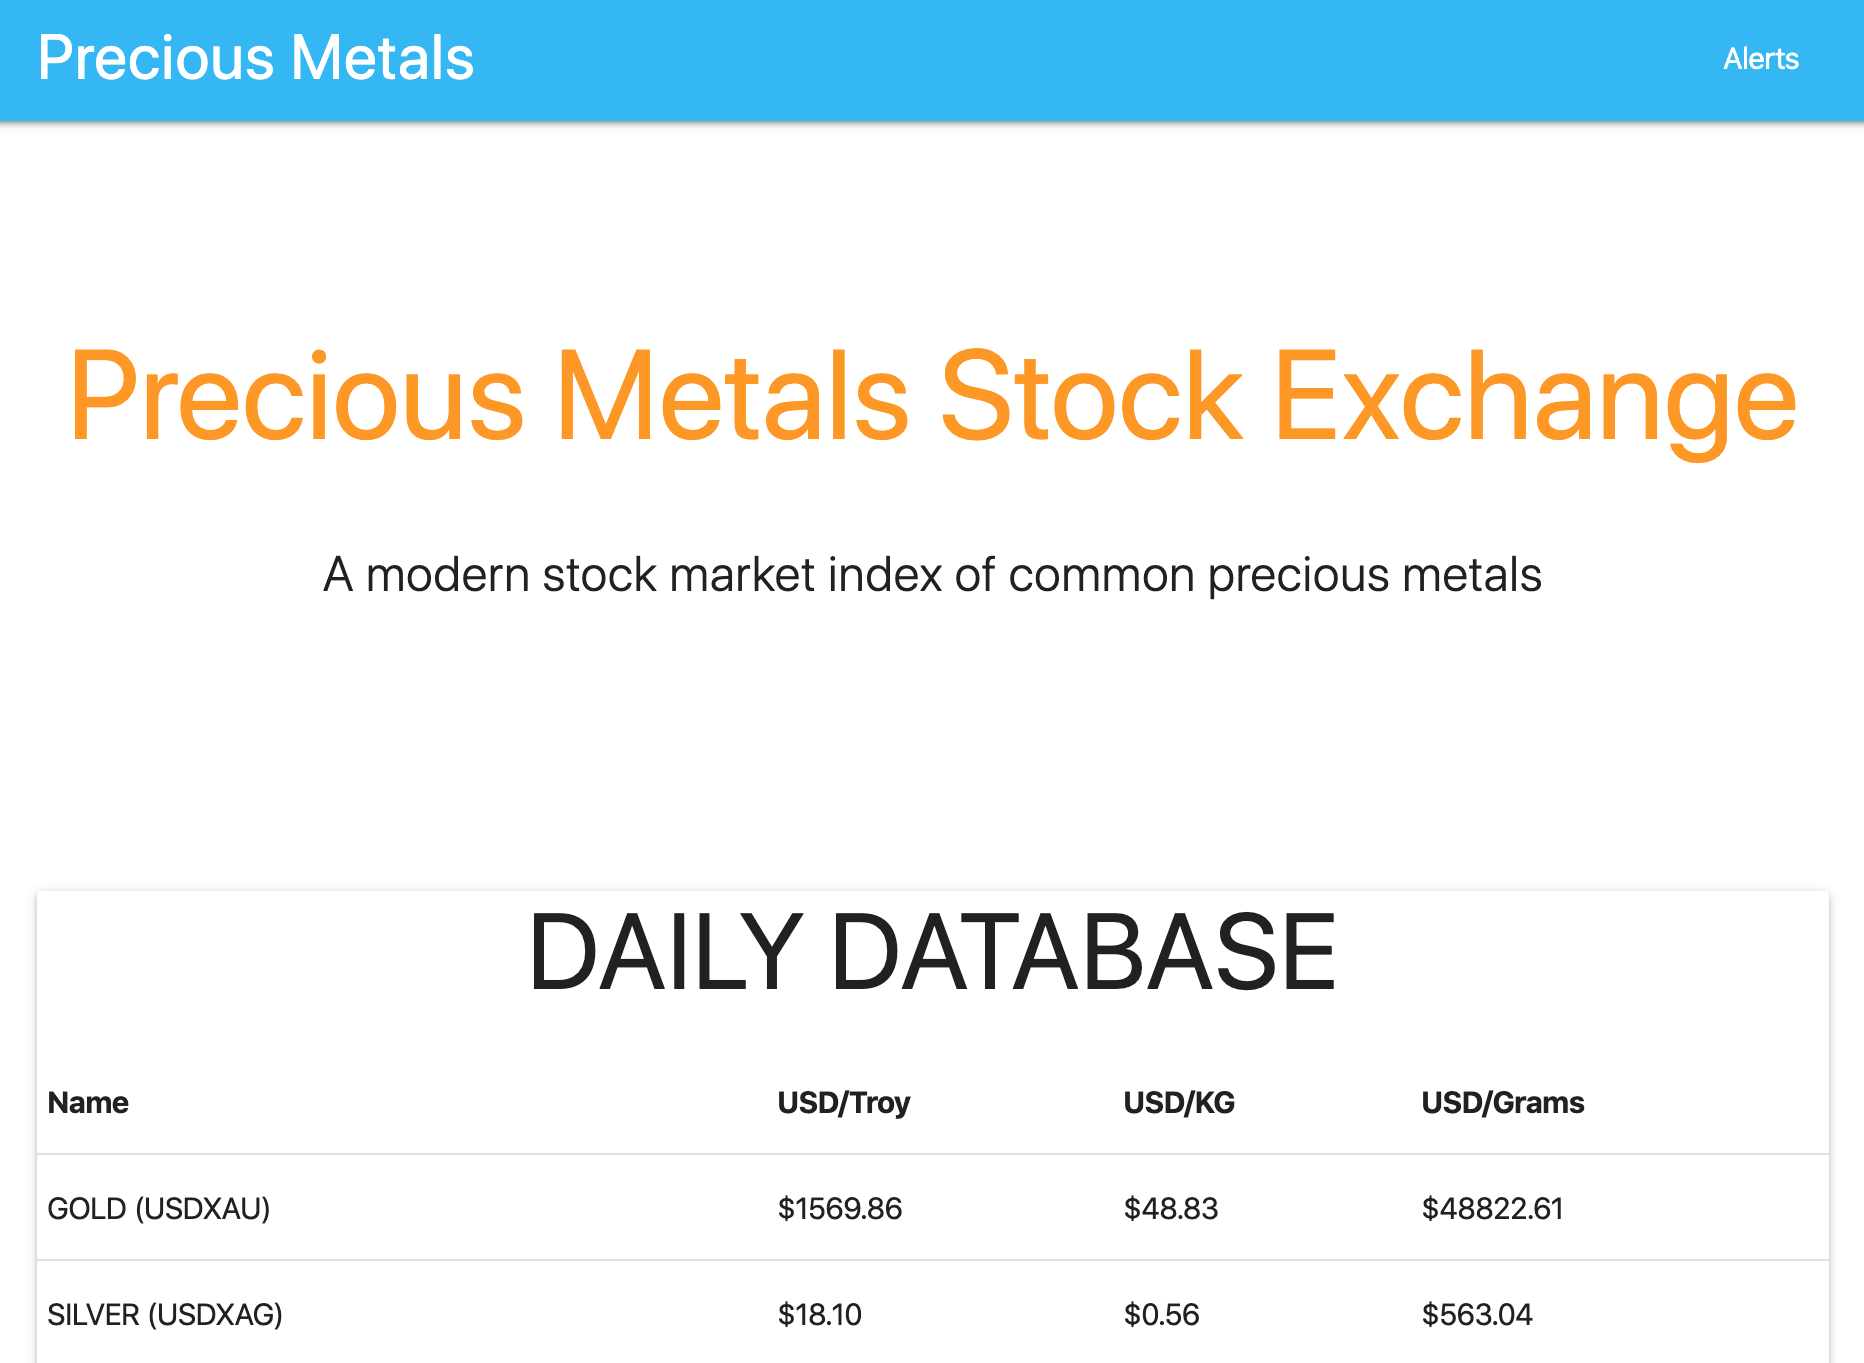 Precious Metals
Alerts
Precious Metals Stock Exchange
A modern stock market index of common precious metals
DAILY DATABASE
Name USD/Troy USD/KG USD/Grams
GOLD (USDXAU) $1569.86 $48.83 $48822.61
SILVER (USDXAG) $18.10 $0.56 $563.04